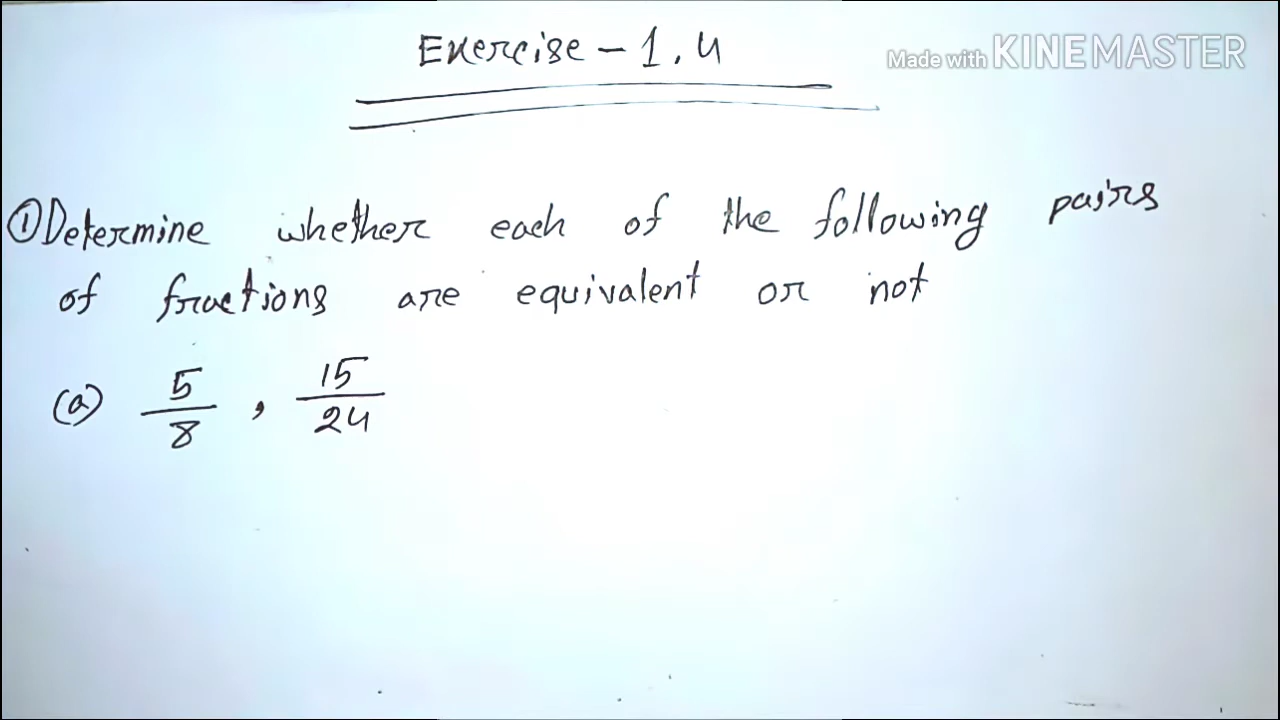 Exercise - 1.4
Made with KINEMASTER
① Determine whether each of the following pairs
of fractions are equivalent or not
(a) 5/8 , 15/24